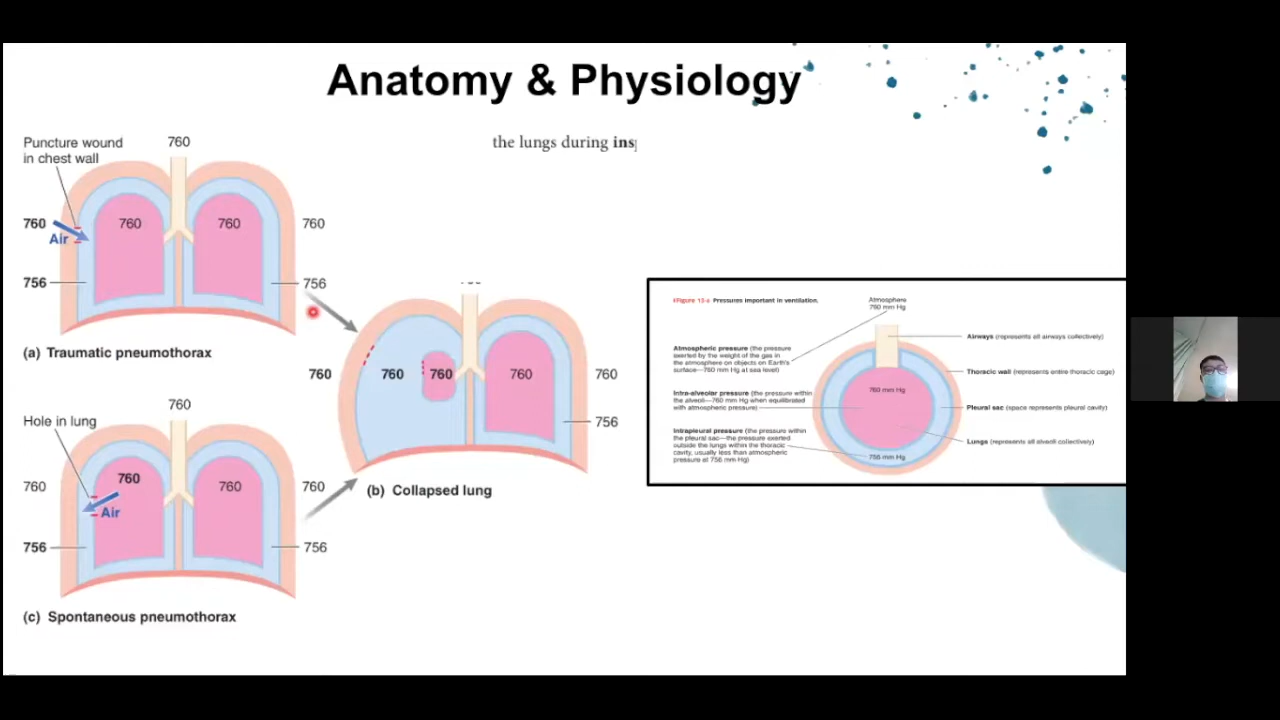 Anatomy & Physiology
Puncture wound
in chest wall
760
the lungs during ins
760
Air
756
760
760
760
756
(a) Traumatic pneumothorax
760
760
760
760
760
756
(b) Collapsed lung
Hole in lung
760
760
760
760
760
Air
756
756
(c) Spontaneous pneumothorax
Pressures important in ventilation.
Atmosphere
760 mm Hg
Atmospheric pressure (the pressure
exerted by the weight of the gas in
the atmosphere on objects on Earth's
surface—760 mm Hg at sea level)
Intra-alveolar pressure (the pressure within
the alveoli—760 mm Hg when equilibrated
with atmospheric pressure)
Intrapleural pressure (the pressure within
the pleural sac—the pressure exerted
outside the lungs within the thoracic
cavity, usually less than atmospheric
pressure at 756 mm Hg)
760 mm Hg
756 mm Hg
Airways (represents all airways collectively)
Thoracic wall (represents entire thoracic cage)
Pleural sac (space represents pleural cavity)
Lungs (represents all alveoli collectively)